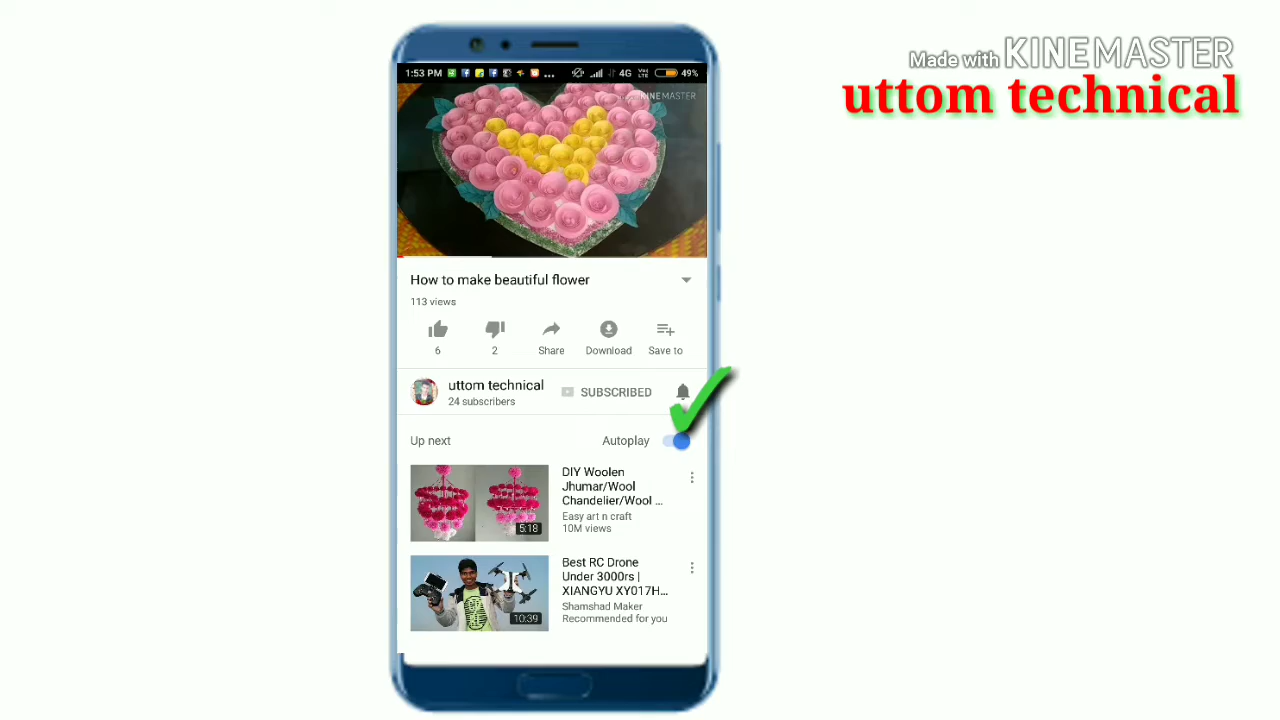 Made with KINEMASTER
uttom technical
1:53 PM ... 4G VoLTE 49%
KINEMASTER
How to make beautiful flower
113 views
6 2 Share Download Save to
uttom technical SUBSCRIBED
24 subscribers
Up next Autoplay
DIY Woolen
Jhumar/Wool
Chandelier/Wool ...
Easy art n craft
10M views
5:18
Best RC Drone
Under 3000rs |
XIANGYU XY017H...
Shamshad Maker
Recommended for you
10:39